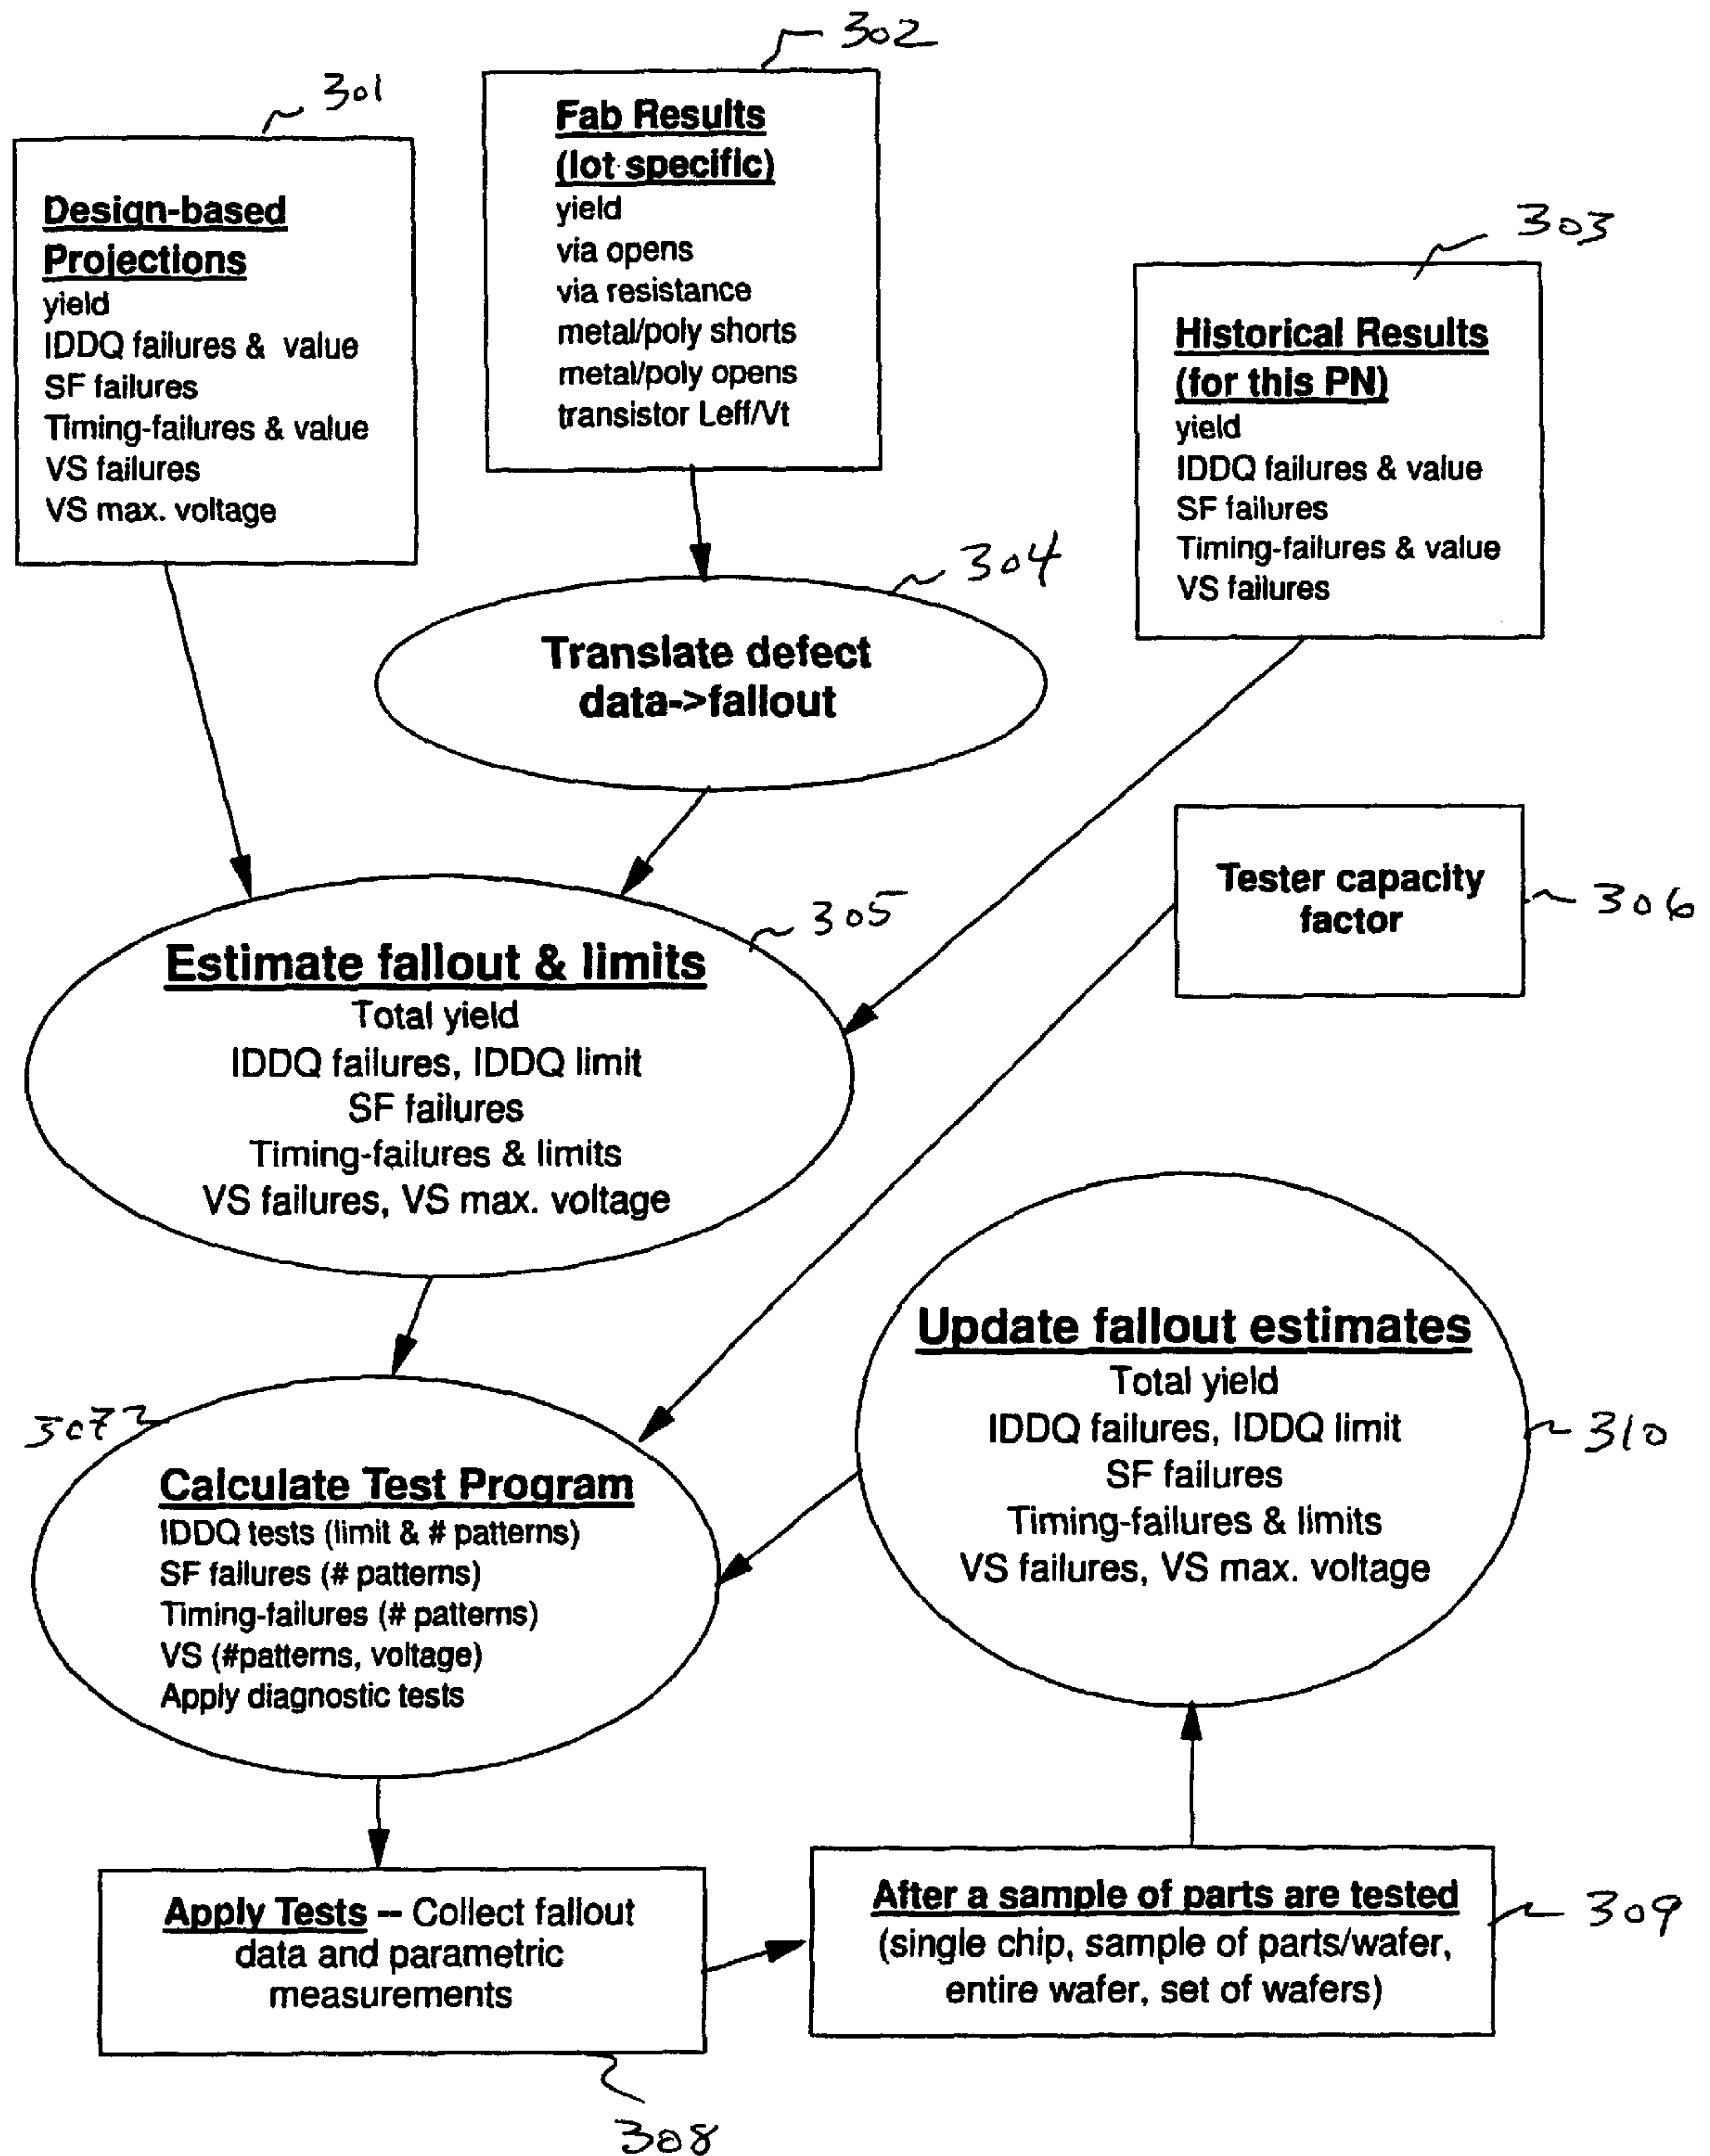 302
301
Fab Results
(lot specific)
yield
via opens
via resistance
metal/poly shorts
metal/poly opens
transistor Leff/Vt
Design-based
Projections
yield
IDDQ failures & value
SF failures
Timing-failures & value
VS failures
VS max. voltage
303
Historical Results
(for this PN)
yield
IDDQ failures & value
SF failures
Timing-failures & value
VS failures
304
Translate defect
data->fallout
Tester capacity
factor
306
305
Estimate fallout & limits
Total yield
IDDQ failures, IDDQ limit
SF failures
Timing-failures & limits
VS failures, VS max. voltage
Update fallout estimates
Total yield
IDDQ failures, IDDQ limit
SF failures
Timing-failures & limits
VS failures, VS max. voltage
310
307
Calculate Test Program
IDDQ tests (limit & # patterns)
SF failures (# patterns)
Timing-failures (# patterns)
VS (#patterns, voltage)
Apply diagnostic tests
Apply Tests -- Collect fallout
data and parametric
measurements
308
After a sample of parts are tested
(single chip, sample of parts/wafer,
entire wafer, set of wafers)
309